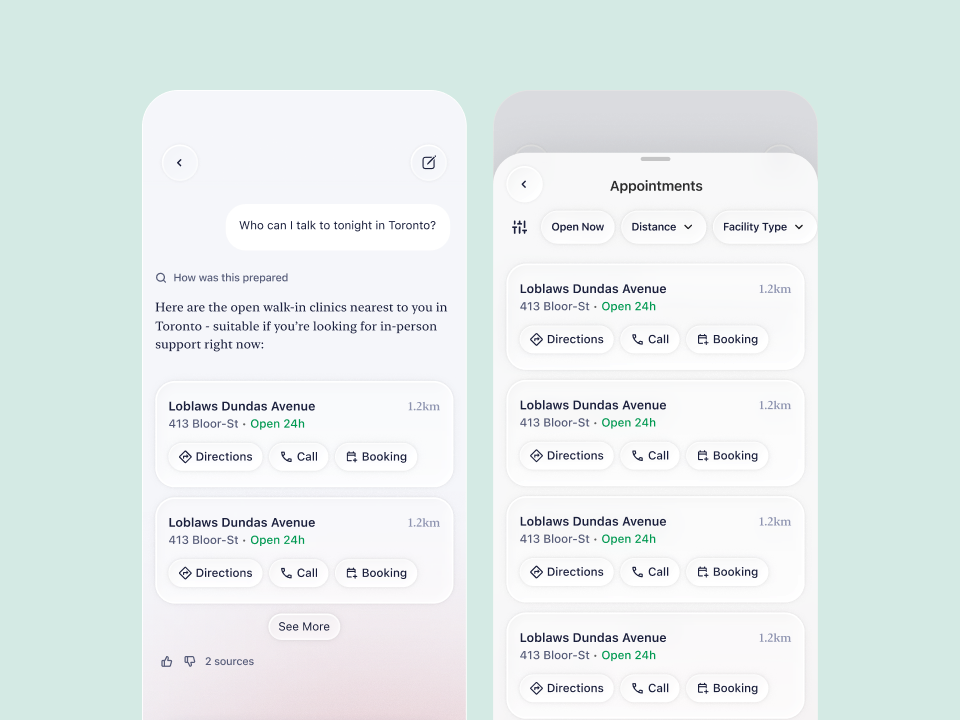 Who can I talk to tonight in Toronto?
How was this prepared
Here are the open walk-in clinics nearest to you in
Toronto - suitable if you’re looking for in-person
support right now:
Loblaws Dundas Avenue 1.2km
413 Bloor-St • Open 24h
Directions Call Booking
Loblaws Dundas Avenue 1.2km
413 Bloor-St • Open 24h
Directions Call Booking
See More
2 sources
Appointments
Open Now Distance Facility Type
Loblaws Dundas Avenue 1.2km
413 Bloor-St • Open 24h
Directions Call Booking
Loblaws Dundas Avenue 1.2km
413 Bloor-St • Open 24h
Directions Call Booking
Loblaws Dundas Avenue 1.2km
413 Bloor-St • Open 24h
Directions Call Booking
Loblaws Dundas Avenue 1.2km
413 Bloor-St • Open 24h
Directions Call Booking